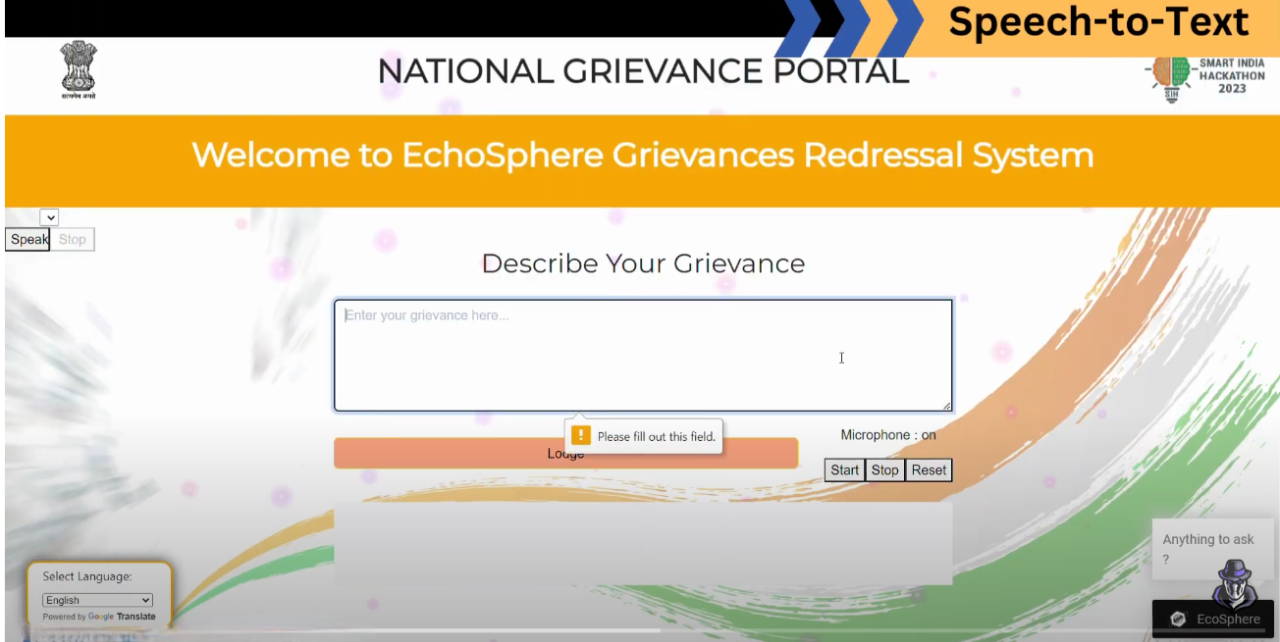 Speech-to-Text
NATIONAL GRIEVANCE PORTAL
सत्यमेव जयते
SMART INDIA
HACKATHON
2023
SIH
Welcome to EchoSphere Grievances Redressal System
Speak Stop
Describe Your Grievance
Enter your grievance here...
Please fill out this field.
Lodge
Microphone : on
Start Stop Reset
Anything to ask
?
Select Language:
English
Powered by Google Translate
EcoSphere